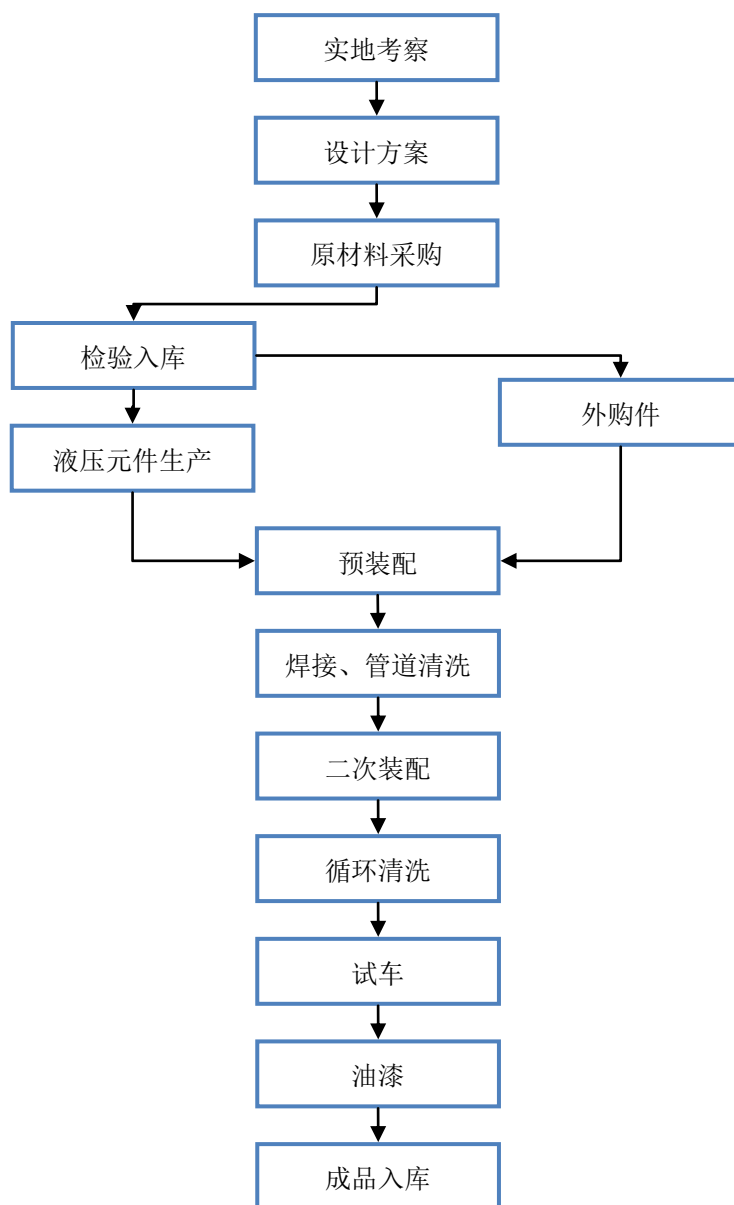 实地考察
设计方案
原材料采购
检验入库
外购件
液压元件生产
预装配
焊接、管道清洗
二次装配
循环清洗
试车
油漆
成品入库